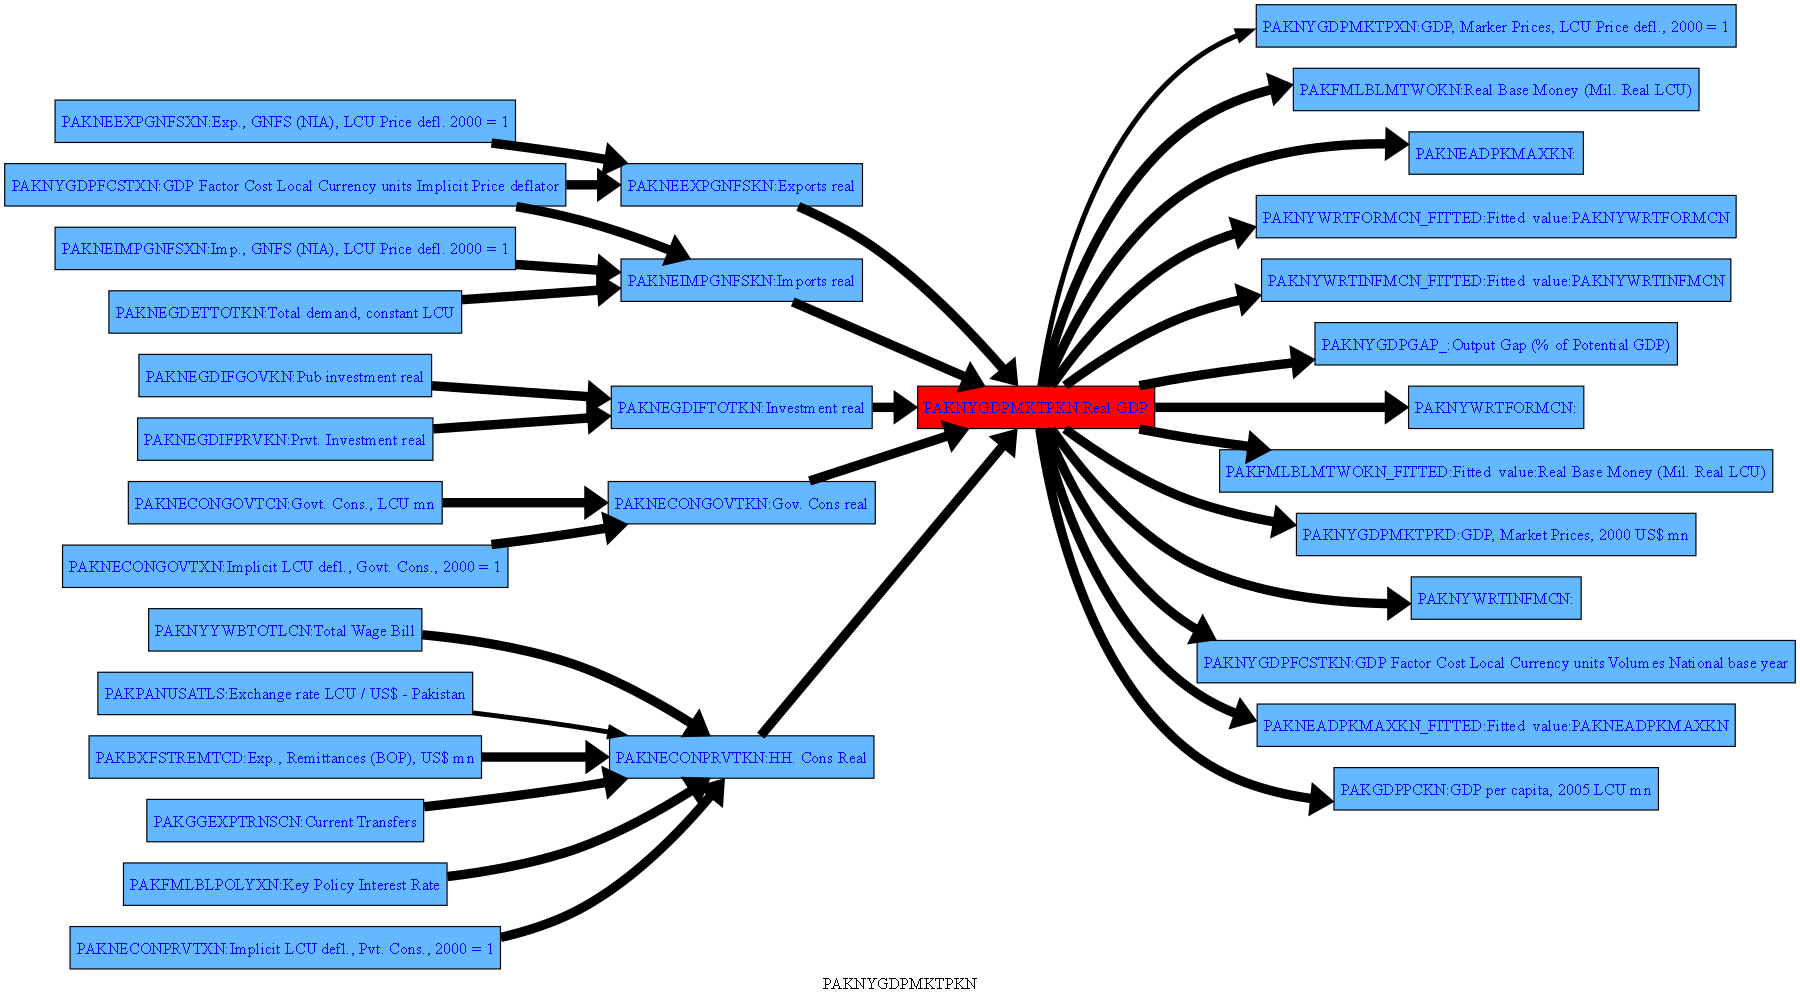 PAKNEEXPGNFSXN:Exp., GNFS (NIA), LCU Price defl. 2000 = 1
PAKNYGDPFCSTXN:GDP Factor Cost Local Currency units Implicit Price deflator
PAKNEIMPGNFSXN:Imp., GNFS (NIA), LCU Price defl. 2000 = 1
PAKNEGDETTOTKN:Total demand, constant LCU
PAKNEGDIFGOVKN:Pub investment real
PAKNEGDIFPRVKN:Prvt. Investment real
PAKNECONGOVTCN:Govt. Cons., LCU mn
PAKNECONGOVTXN:Implicit LCU defl., Govt. Cons., 2000 = 1
PAKNYYWBTOTLCN:Total Wage Bill
PAKPANUSATLS:Exchange rate LCU / US$ - Pakistan
PAKBXFSTREMTCD:Exp., Remittances (BOP), US$ mn
PAKGGEXPTRNSCN:Current Transfers
PAKFMLBLPOLYXN:Key Policy Interest Rate
PAKNECONPRVTXN:Implicit LCU defl., Pvt. Cons., 2000 = 1
PAKNEEXPGNFSKN:Exports real
PAKNEIMPGNFSKN:Imports real
PAKNEGDIFTOTKN:Investment real
PAKNECONGOVTKN:Gov. Cons real
PAKNECONPRVTKN:HH. Cons Real
PAKNYGDPMKTPKN:Real GDP
PAKNYGDPMKTPXN:GDP, Marker Prices, LCU Price defl., 2000 = 1
PAKFMLBLMTWOKN:Real Base Money (Mil. Real LCU)
PAKNEADPKMAXKN:
PAKNYWRTFORMCN_FITTED:Fitted value:PAKNYWRTFORMCN
PAKNYWRTINFMCN_FITTED:Fitted value:PAKNYWRTINFMCN
PAKNYGDPGAP_:Output Gap (% of Potential GDP)
PAKNYWRTFORMCN:
PAKFMLBLMTWOKN_FITTED:Fitted value:Real Base Money (Mil. Real LCU)
PAKNYGDPMKTPKD:GDP, Market Prices, 2000 US$ mn
PAKNYWRTINFMCN:
PAKNYGDPFCSTKN:GDP Factor Cost Local Currency units Volumes National base year
PAKNEADPKMAXKN_FITTED:Fitted value:PAKNEADPKMAXKN
PAKGDPPCKN:GDP per capita, 2005 LCU mn
PAKNYGDPMKTPKN